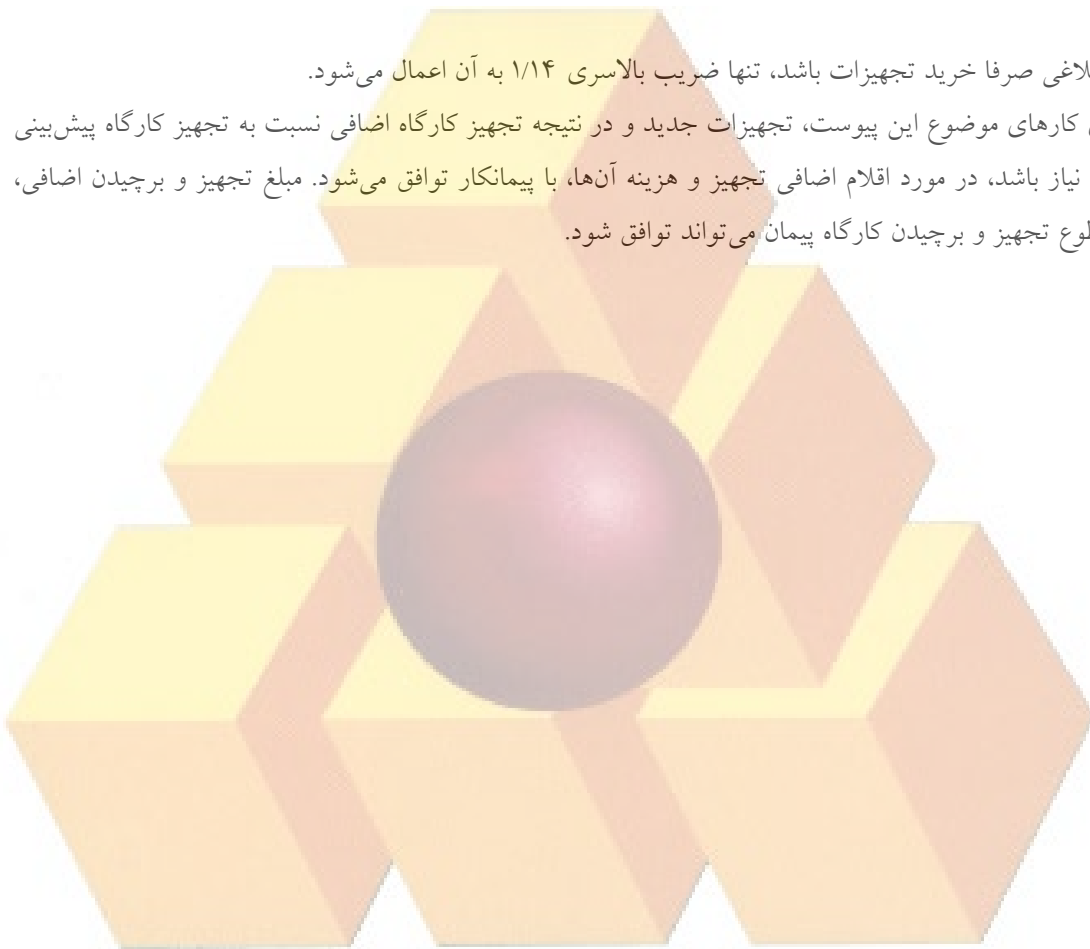 لاغی صرفا خرید تجهیزات باشد، تنها ضریب بالاسری ۱/۱۴ به آن اعمال می‌شود.
کارهای موضوع این پیوست، تجهیزات جدید و در نتیجه تجهیز کارگاه اضافی نسبت به تجهیز کارگاه پیش‌بینی
نیاز باشد، در مورد اقلام اضافی تجهیز و هزینه آن‌ها، با پیمانکار توافق می‌شود. مبلغ تجهیز و برچیدن اضافی،
طوع تجهیز و برچیدن کارگاه پیمان می‌تواند توافق شود.